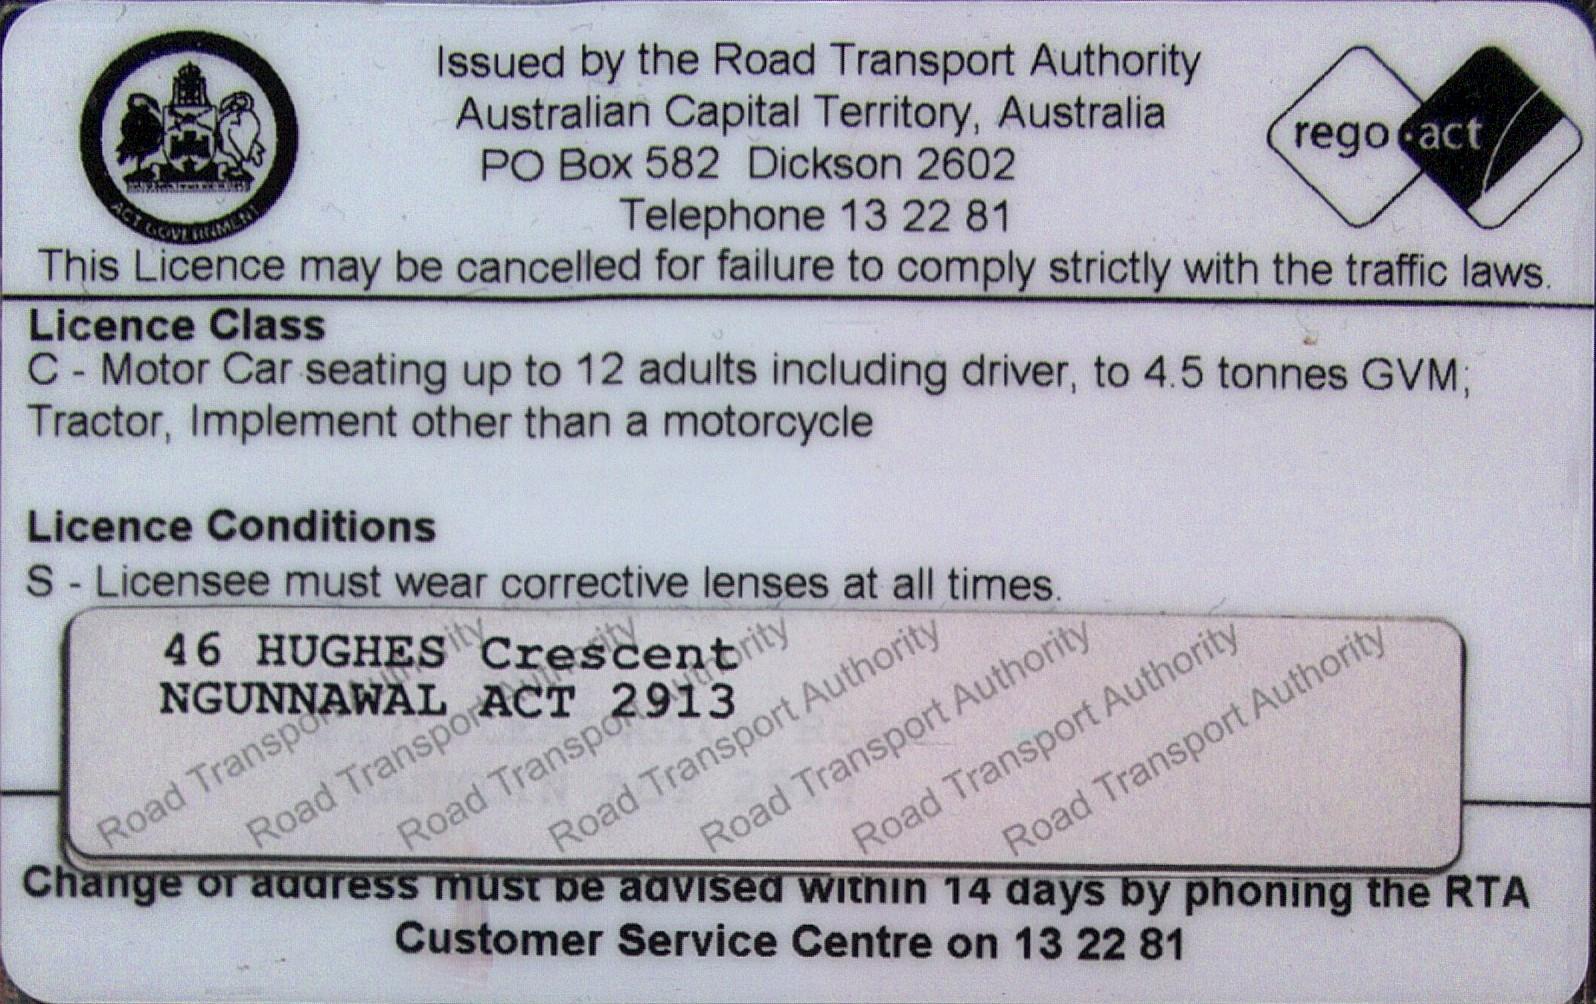 Issued by the Road Transport Authority
Australian Capital Territory, Australia
PO Box 582 Dickson 2602
Telephone 13 22 81
ACT GOVERNMENT
rego·act
This Licence may be cancelled for failure to comply strictly with the traffic laws.
Licence Class
C - Motor Car seating up to 12 adults including driver, to 4.5 tonnes GVM;
Tractor, Implement other than a motorcycle
Licence Conditions
S - Licensee must wear corrective lenses at all times.
46 HUGHES Crescent
NGUNNAWAL ACT 2913
Road Transport Authority
Road Transport Authority
Road Transport Authority
Road Transport Authority
Road Transport Authority
Road Transport Authority
Road Transport Authority
Change of address must be advised within 14 days by phoning the RTA
Customer Service Centre on 13 22 81